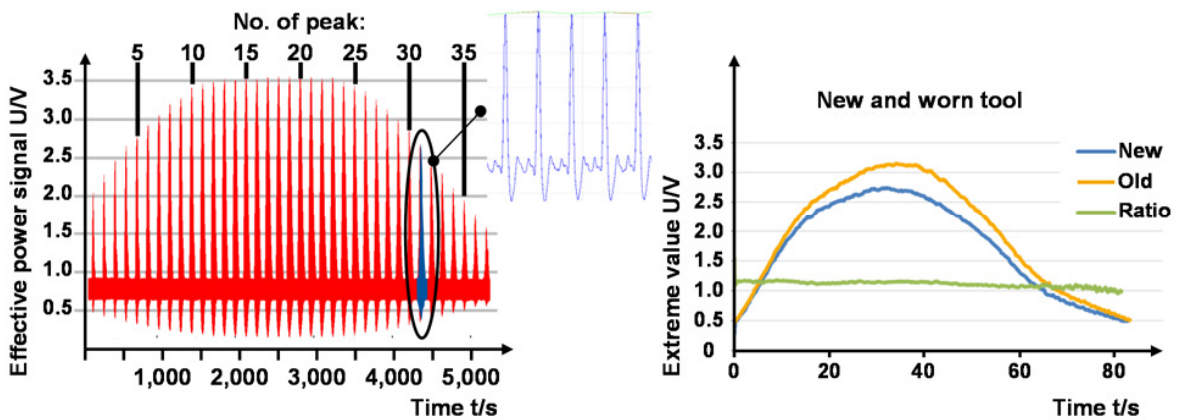 No. of peak:
5 10 15 20 25 30 35
Effective power signal U/V
3.5
3.0
2.5
2.0
1.5
1.0
0.5
1,000 2,000 3,000 4,000 5,000
Time t/s
New and worn tool
Extreme value U/V
3.5
3.0
2.5
2.0
1.5
1.0
0.5
0
New
Old
Ratio
0 20 40 60 80
Time t/s